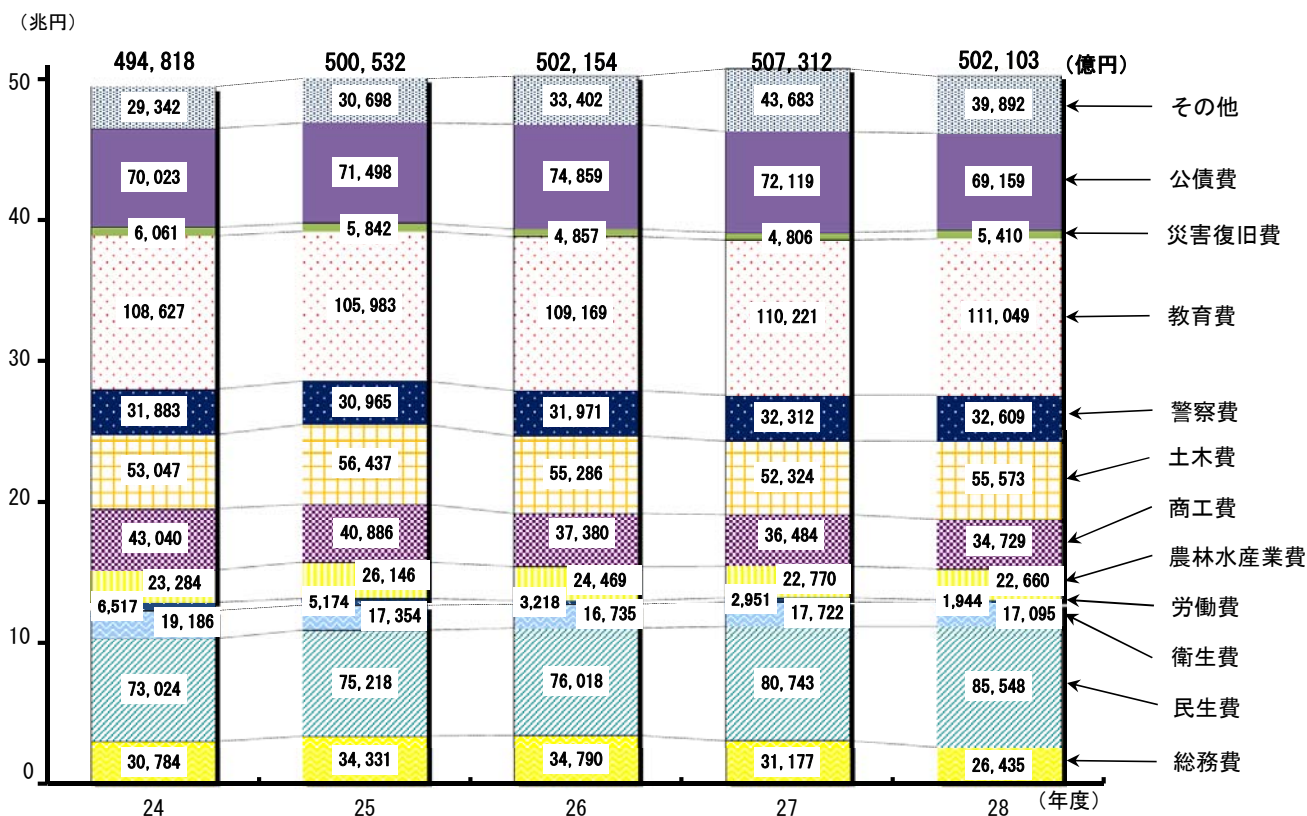 （兆円）
494,818 500,532 502,154 507,312 502,103 (億円)
50
29,342 30,698 33,402 43,683 39,892 その他
70,023 71,498 74,859 72,119 69,159 公債費
40
6,061 5,842 4,857 4,806 5,410 災害復旧費
108,627 105,983 109,169 110,221 111,049 教育費
30
31,883 30,965 31,971 32,312 32,609 警察費
53,047 56,437 55,286 52,324 55,573 土木費
20
43,040 40,886 37,380 36,484 34,729 商工費
23,284 26,146 24,469 22,770 22,660 農林水産業費
6,517 5,174 3,218 2,951 1,944 労働費
19,186 17,354 16,735 17,722 17,095 衛生費
10
73,024 75,218 76,018 80,743 85,548 民生費
30,784 34,331 34,790 31,177 26,435 総務費
0
24 25 26 27 28 （年度）